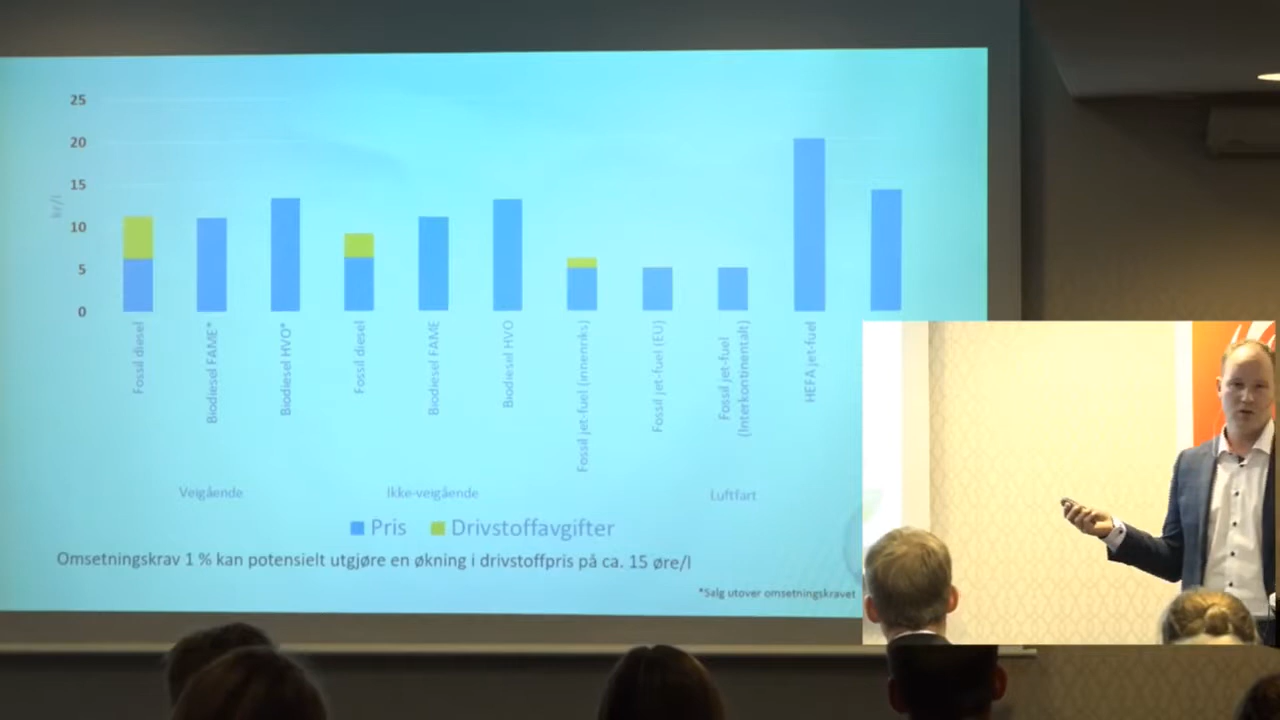 25
20
15
10
5
0
kr/l
Fossil diesel
Biodiesel FAME*
Biodiesel HVO*
Fossil diesel
Biodiesel FAME
Biodiesel HVO
Fossil jet-fuel (innenriks)
Fossil jet-fuel (EU)
Fossil jet-fuel
(Interkontinentalt)
HEFA jet-fuel
Veigående
Ikke-veigående
Luftfart
Pris
Drivstoffavgifter
Omsetningskrav 1 % kan potensielt utgjøre en økning i drivstoffpris på ca. 15 øre/l
*Salg utover omsetningskravet